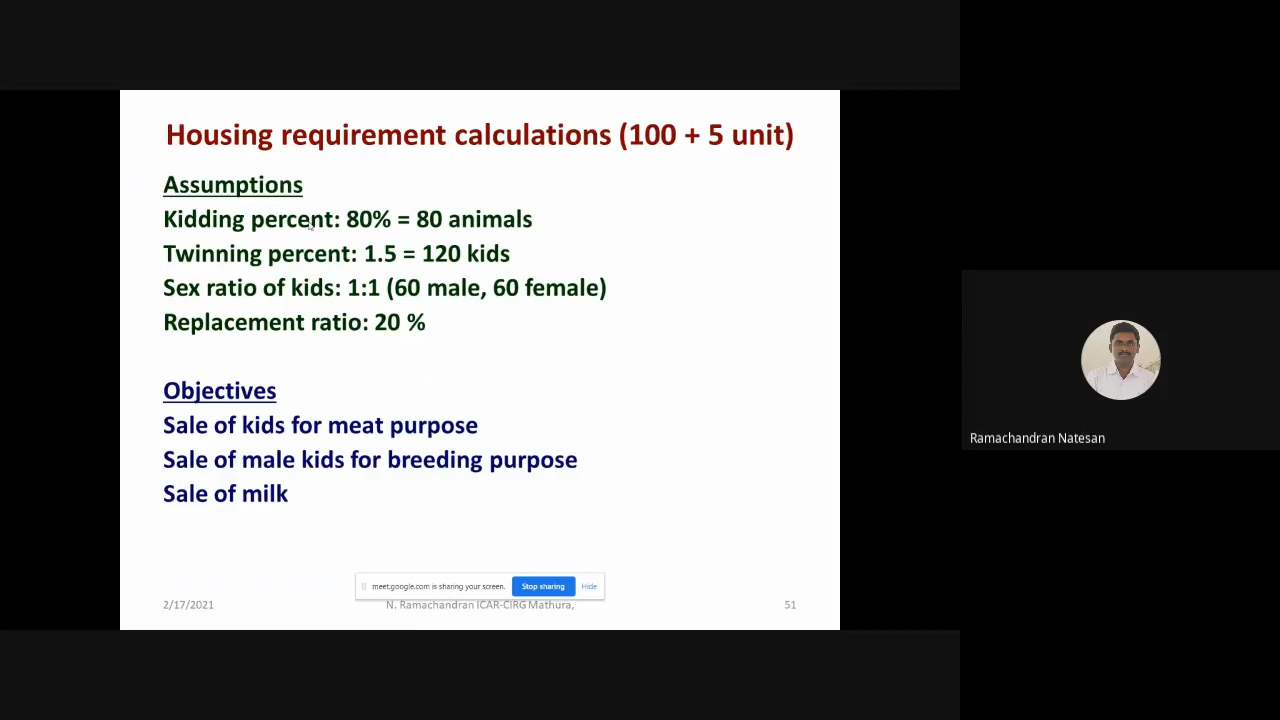 Housing requirement calculations (100 + 5 unit)
Assumptions
Kidding percent: 80% = 80 animals
Twinning percent: 1.5 = 120 kids
Sex ratio of kids: 1:1 (60 male, 60 female)
Replacement ratio: 20 %
Objectives
Sale of kids for meat purpose
Sale of male kids for breeding purpose
Sale of milk
meet.google.com is sharing your screen. Stop sharing Hide
2/17/2021 N. Ramachandran ICAR-CIRG Mathura, 51
Ramachandran Natesan